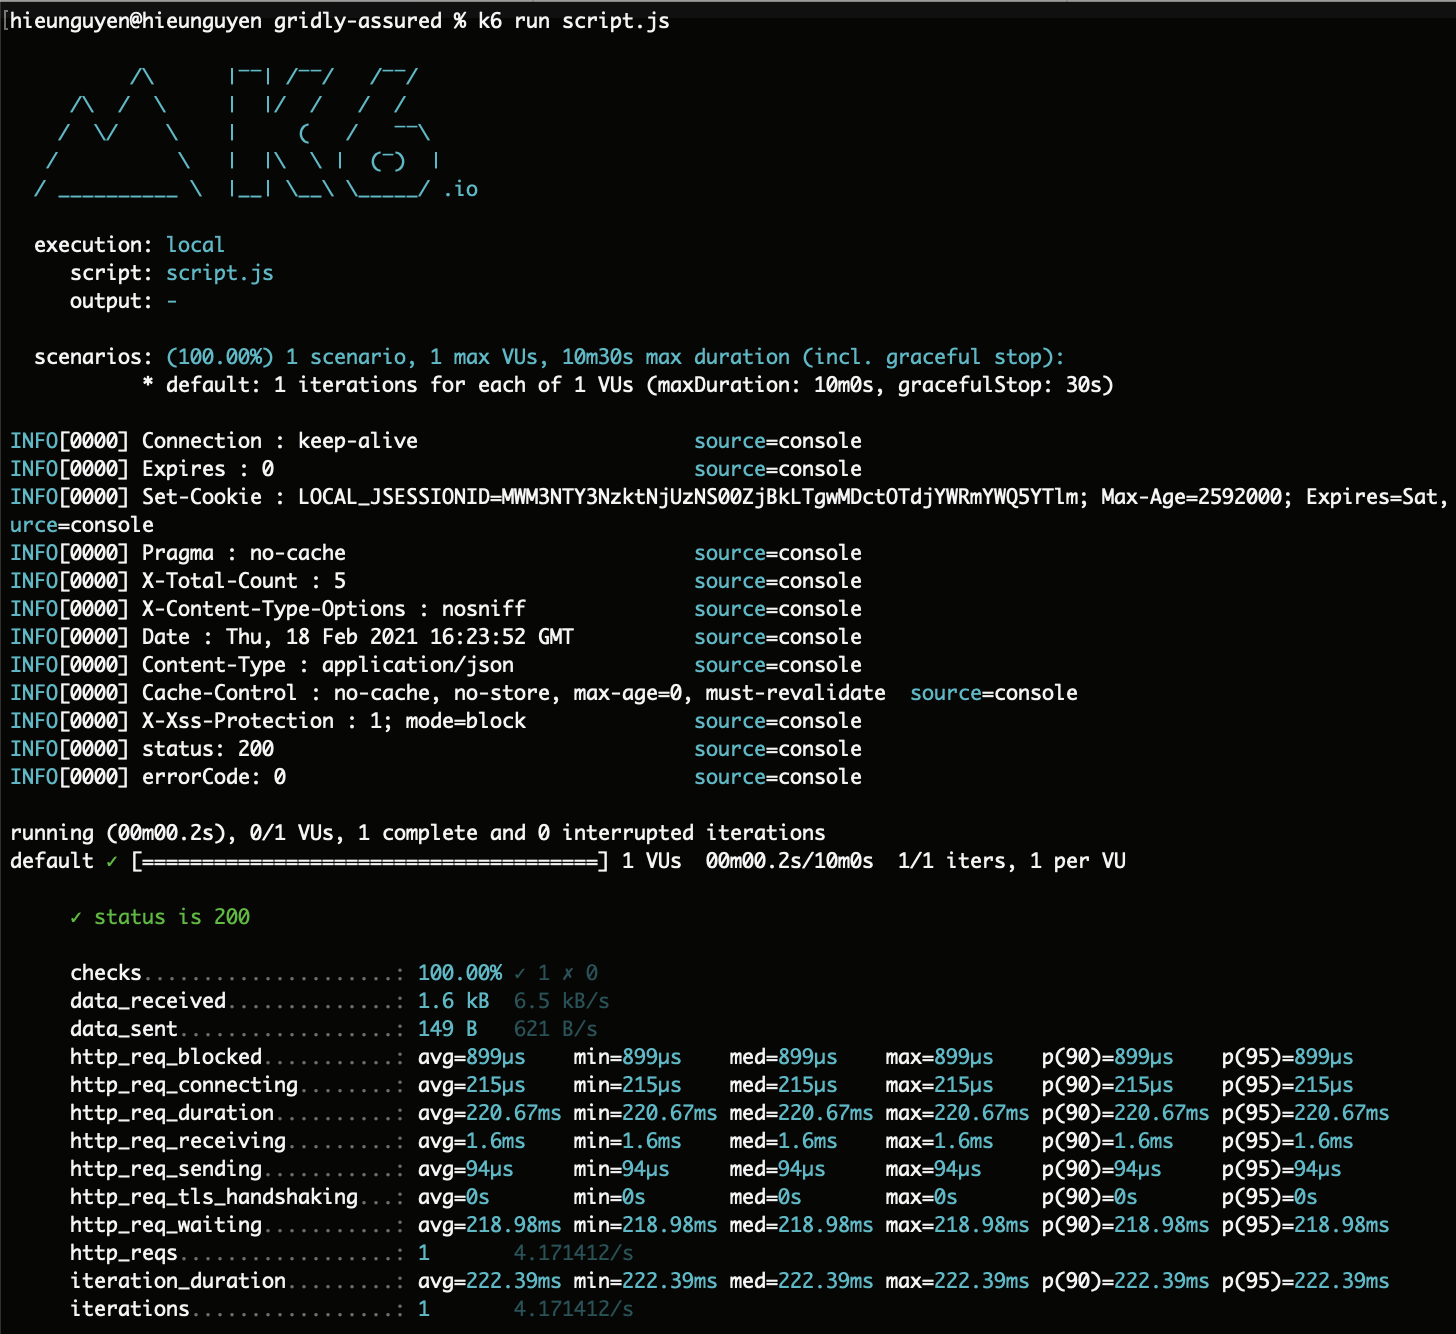 hieunguyen@hieunguyen gridly-assured % k6 run script.js
          /\      |‾‾| /‾‾/   /‾‾/
     /\  /  \     |  |/  /   /  /
    /  \/    \    |     (   /   ‾‾\
   /          \   |  |\  \ |  (‾)  |
  / __________ \  |__| \__\ \_____/ .io
execution: local
script: script.js
output: -
scenarios: (100.00%) 1 scenario, 1 max VUs, 10m30s max duration (incl. graceful stop):
* default: 1 iterations for each of 1 VUs (maxDuration: 10m0s, gracefulStop: 30s)
INFO[0000] Connection : keep-alive                       source=console
INFO[0000] Expires : 0                                   source=console
INFO[0000] Set-Cookie : LOCAL_JSESSIONID=MWM3NTY3NzktNjUzNS00ZjBkLTgwMDctOTdjYWRmYWQ5YTlm; Max-Age=2592000; Expires=Sat,
urce=console
INFO[0000] Pragma : no-cache                             source=console
INFO[0000] X-Total-Count : 5                             source=console
INFO[0000] X-Content-Type-Options : nosniff              source=console
INFO[0000] Date : Thu, 18 Feb 2021 16:23:52 GMT          source=console
INFO[0000] Content-Type : application/json               source=console
INFO[0000] Cache-Control : no-cache, no-store, max-age=0, must-revalidate  source=console
INFO[0000] X-Xss-Protection : 1; mode=block              source=console
INFO[0000] status: 200                                   source=console
INFO[0000] errorCode: 0                                  source=console
running (00m00.2s), 0/1 VUs, 1 complete and 0 interrupted iterations
default ✓ [======================================] 1 VUs  00m00.2s/10m0s  1/1 iters, 1 per VU
✓ status is 200
checks.....................: 100.00% ✓ 1 ✗ 0
data_received..............: 1.6 kB  6.5 kB/s
data_sent..................: 149 B   621 B/s
http_req_blocked...........: avg=899µs    min=899µs    med=899µs    max=899µs    p(90)=899µs    p(95)=899µs
http_req_connecting........: avg=215µs    min=215µs    med=215µs    max=215µs    p(90)=215µs    p(95)=215µs
http_req_duration..........: avg=220.67ms min=220.67ms med=220.67ms max=220.67ms p(90)=220.67ms p(95)=220.67ms
http_req_receiving.........: avg=1.6ms    min=1.6ms    med=1.6ms    max=1.6ms    p(90)=1.6ms    p(95)=1.6ms
http_req_sending...........: avg=94µs     min=94µs     med=94µs     max=94µs     p(90)=94µs     p(95)=94µs
http_req_tls_handshaking...: avg=0s       min=0s       med=0s       max=0s       p(90)=0s       p(95)=0s
http_req_waiting...........: avg=218.98ms min=218.98ms med=218.98ms max=218.98ms p(90)=218.98ms p(95)=218.98ms
http_reqs..................: 1       4.171412/s
iteration_duration.........: avg=222.39ms min=222.39ms med=222.39ms max=222.39ms p(90)=222.39ms p(95)=222.39ms
iterations.................: 1       4.171412/s